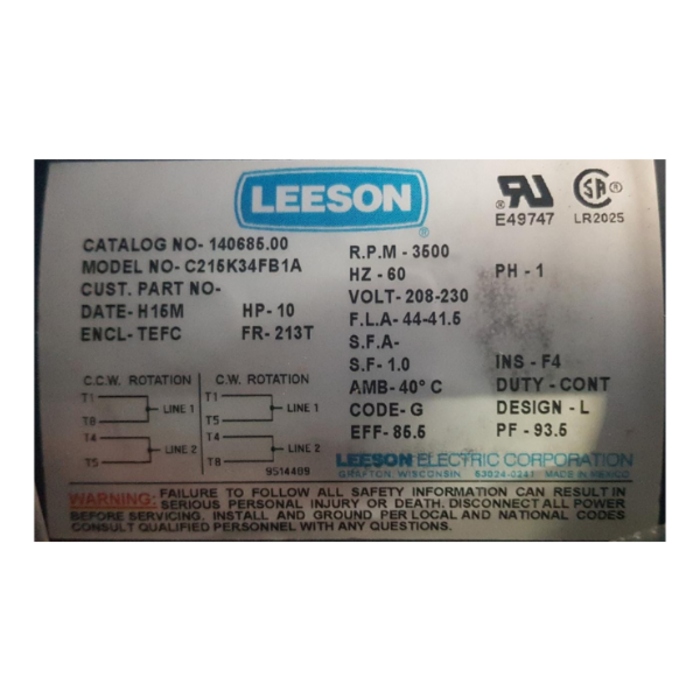 LEESON®
®
E49747
®
LR2025
CATALOG NO- 140685.00
MODEL NO- C215K34FB1A
CUST. PART NO-
DATE- H15M HP- 10
ENCL- TEFC FR- 213T
R.P.M - 3500
HZ - 60 PH - 1
VOLT- 208-230
F.L.A- 44-41.5
S.F.A-
S.F- 1.0 INS - F4
AMB- 40° C DUTY - CONT
CODE- G DESIGN - L
EFF- 85.5 PF - 93.5
C.C.W. ROTATION C.W. ROTATION
T1 T1
LINE 1 LINE 1
T8 T5
T4 T4
LINE 2 LINE 2
T5 T8
9514409
LEESON ELECTRIC CORPORATION
GRAFTON, WISCONSIN 53024-0241 MADE IN MEXICO
WARNING: FAILURE TO FOLLOW ALL SAFETY INFORMATION CAN RESULT IN
SERIOUS PERSONAL INJURY OR DEATH. DISCONNECT ALL POWER
BEFORE SERVICING. INSTALL AND GROUND PER LOCAL AND NATIONAL CODES
CONSULT QUALIFIED PERSONNEL WITH ANY QUESTIONS.